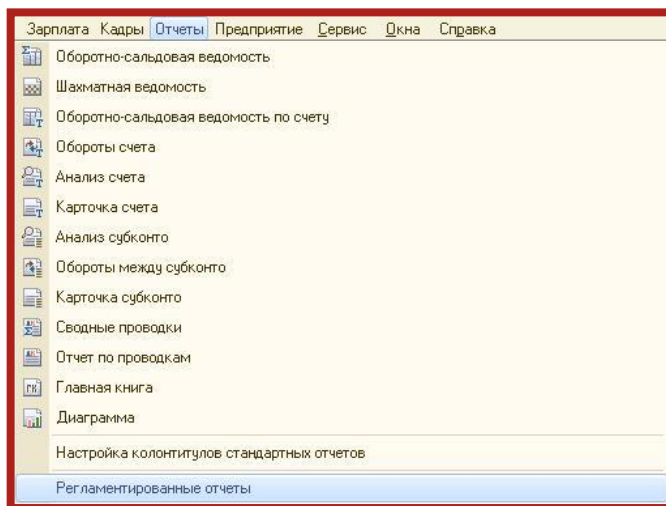 Зарплата Кадры Отчеты Предприятие Сервис Окна Справка
Оборотно-сальдовая ведомость
Шахматная ведомость
Оборотно-сальдовая ведомость по счету
Обороты счета
Анализ счета
Карточка счета
Анализ субконто
Обороты между субконто
Карточка субконто
Сводные проводки
Отчет по проводкам
Главная книга
Диаграмма
Настройка колонтитулов стандартных отчетов
Регламентированные отчеты